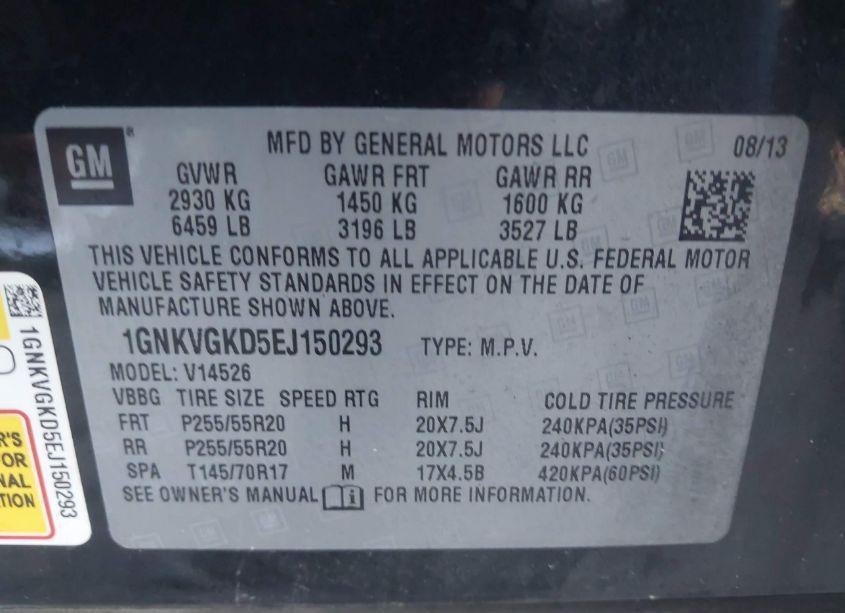 GM
MFD BY GENERAL MOTORS LLC 08/13
GVWR GAWR FRT GAWR RR
2930 KG 1450 KG 1600 KG
6459 LB 3196 LB 3527 LB
THIS VEHICLE CONFORMS TO ALL APPLICABLE U.S. FEDERAL MOTOR
VEHICLE SAFETY STANDARDS IN EFFECT ON THE DATE OF
MANUFACTURE SHOWN ABOVE.
1GNKVGKD5EJ150293 TYPE: M.P.V.
MODEL: V14526
VBBG TIRE SIZE SPEED RTG RIM COLD TIRE PRESSURE
FRT P255/55R20 H 20X7.5J 240KPA(35PSI)
RR P255/55R20 H 20X7.5J 240KPA(35PSI)
SPA T145/70R17 M 17X4.5B 420KPA(60PSI)
SEE OWNER'S MANUAL i FOR MORE INFORMATION.
1GNKVGKD5EJ150293
ER'S
FOR
NAL
TION